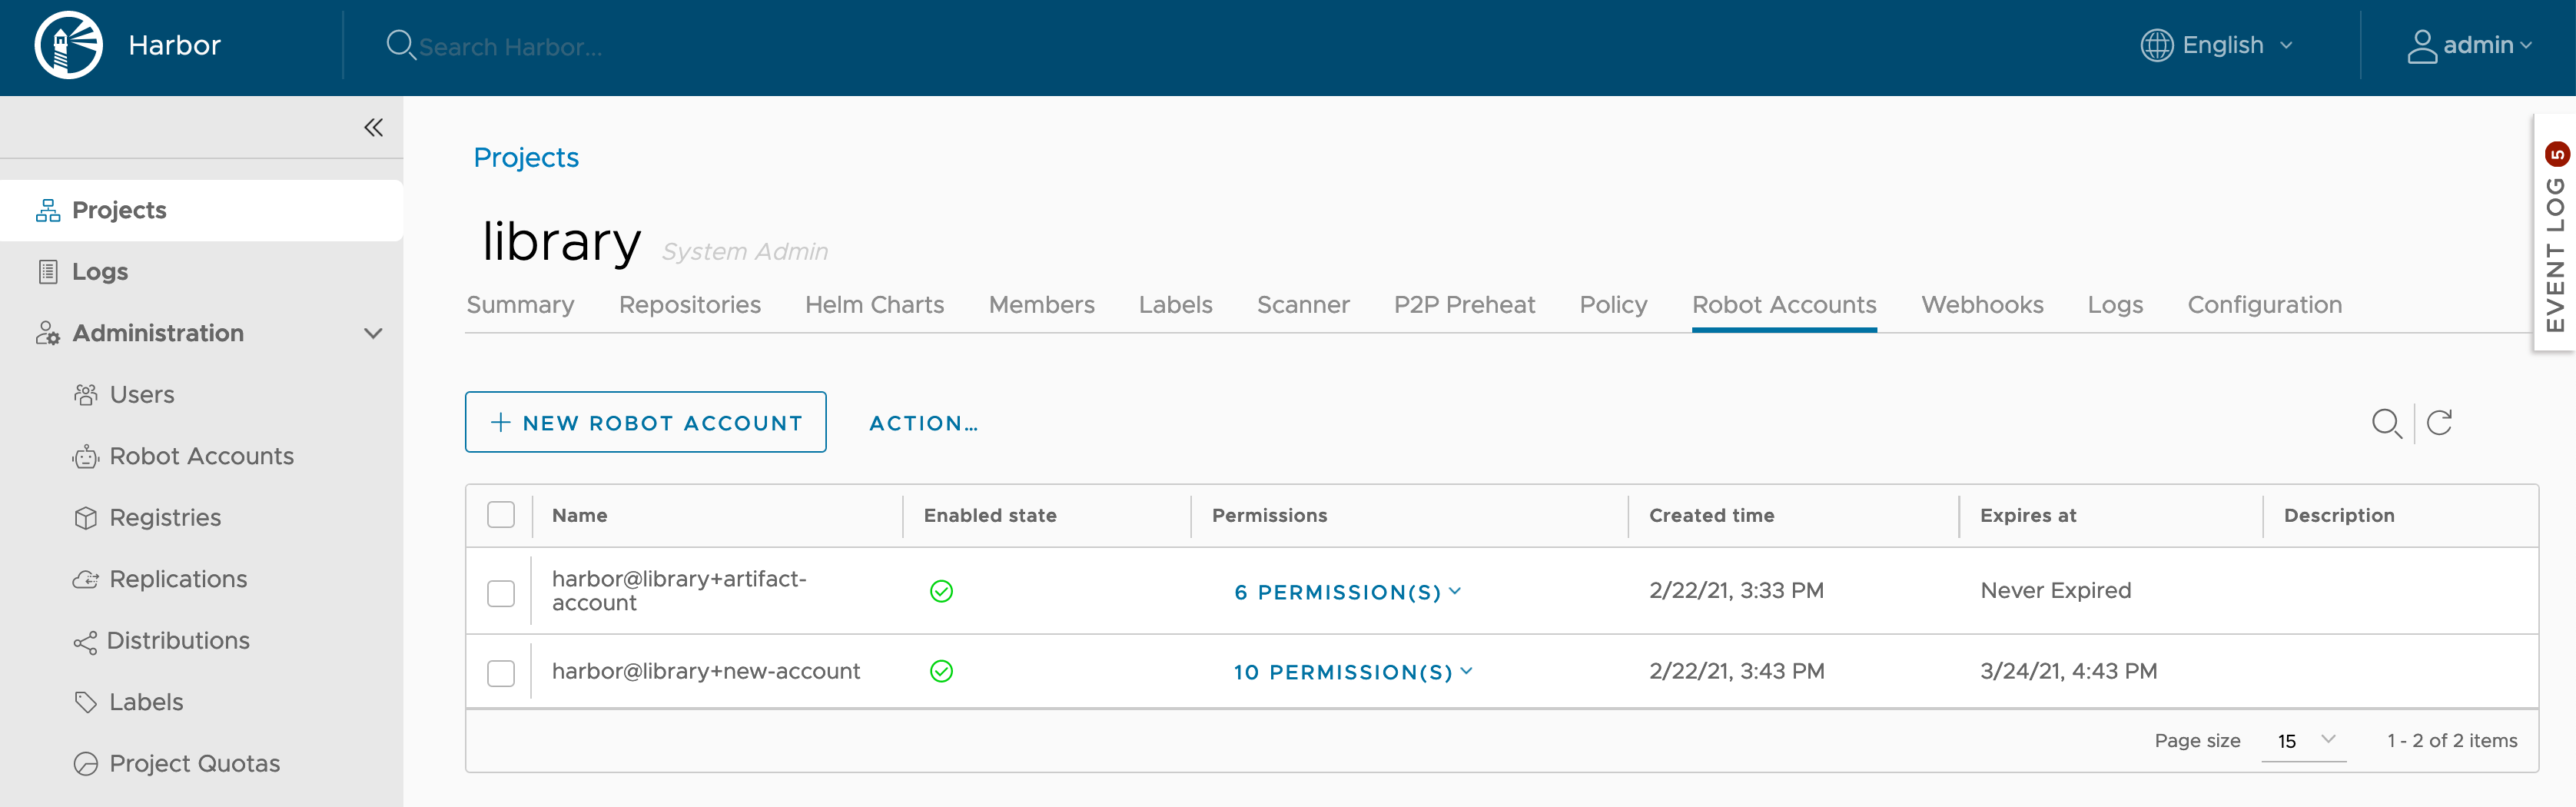 Harbor
Search Harbor...
English
admin
EVENT LOG 5
Projects
Logs
Administration
Users
Robot Accounts
Registries
Replications
Distributions
Labels
Project Quotas
Projects
library System Admin
Summary Repositories Helm Charts Members Labels Scanner P2P Preheat Policy Robot Accounts Webhooks Logs Configuration
+ NEW ROBOT ACCOUNT ACTION...
Name Enabled state Permissions Created time Expires at Description
harbor@library+artifact-
account
6 PERMISSION(S) 2/22/21, 3:33 PM Never Expired
harbor@library+new-account 10 PERMISSION(S) 2/22/21, 3:43 PM 3/24/21, 4:43 PM
Page size 15 1 - 2 of 2 items